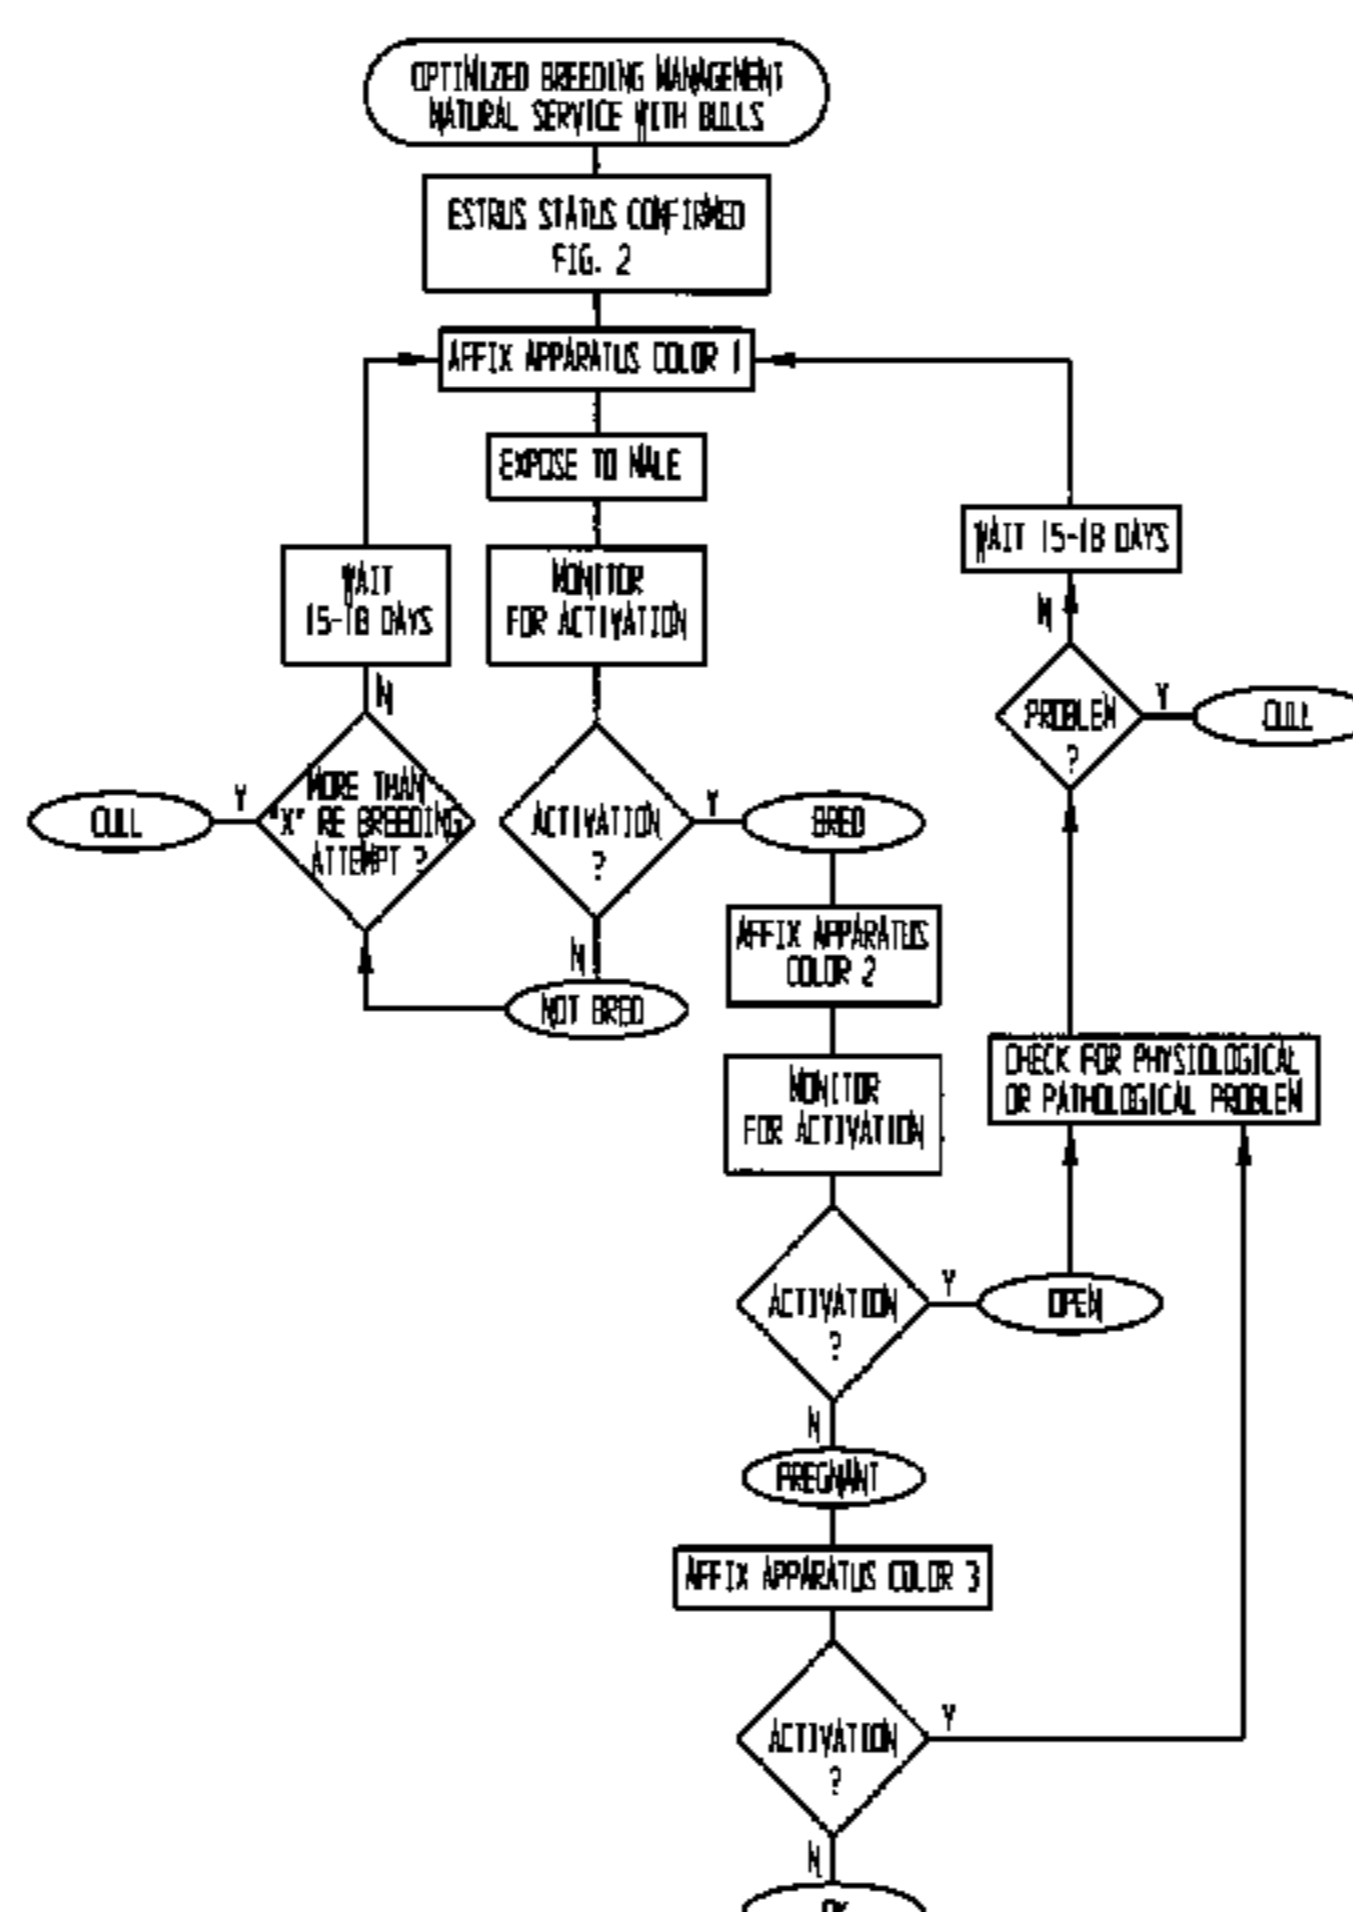 OPTIMIZED BREEDING MANAGEMENT
NATURAL SERVICE WITH BULLS
ESTRUS STATUS CONFIRMED
FIG. 2
AFFIX APPARATUS COLOR 1
EXPOSE TO MALE
WAIT 15-18 DAYS
WAIT
15-18 DAYS
MONITOR
FOR ACTIVATION
N
N
PROBLEM
?
Y
CULL
MORE THAN
"X" RE BREEDING
ATTEMPT ?
Y
CULL
ACTIVATION
?
Y
BRED
N
NOT BRED
AFFIX APPARATUS
COLOR 2
MONITOR
FOR ACTIVATION
CHECK FOR PHYSIOLOGICAL
OR PATHOLOGICAL PROBLEM
ACTIVATION
?
Y
OPEN
N
PREGNANT
AFFIX APPARATUS COLOR 3
ACTIVATION
?
Y
N
OK